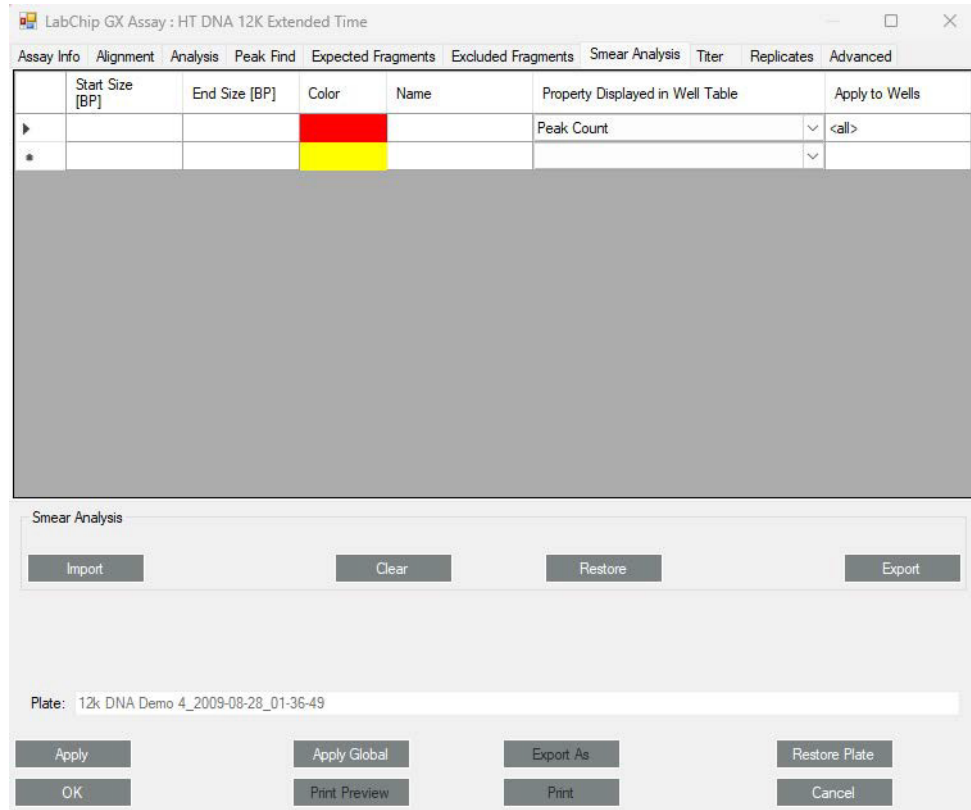 LabChip GX Assay : HT DNA 12K Extended Time
Assay Info Alignment Analysis Peak Find Expected Fragments Excluded Fragments Smear Analysis Titer Replicates Advanced
Start Size [BP] End Size [BP] Color Name Property Displayed in Well Table Apply to Wells
Peak Count <all>
Smear Analysis
Import Clear Restore Export
Plate: 12k DNA Demo 4_2009-08-28_01-36-49
Apply Apply Global Export As Restore Plate
OK Print Preview Print Cancel